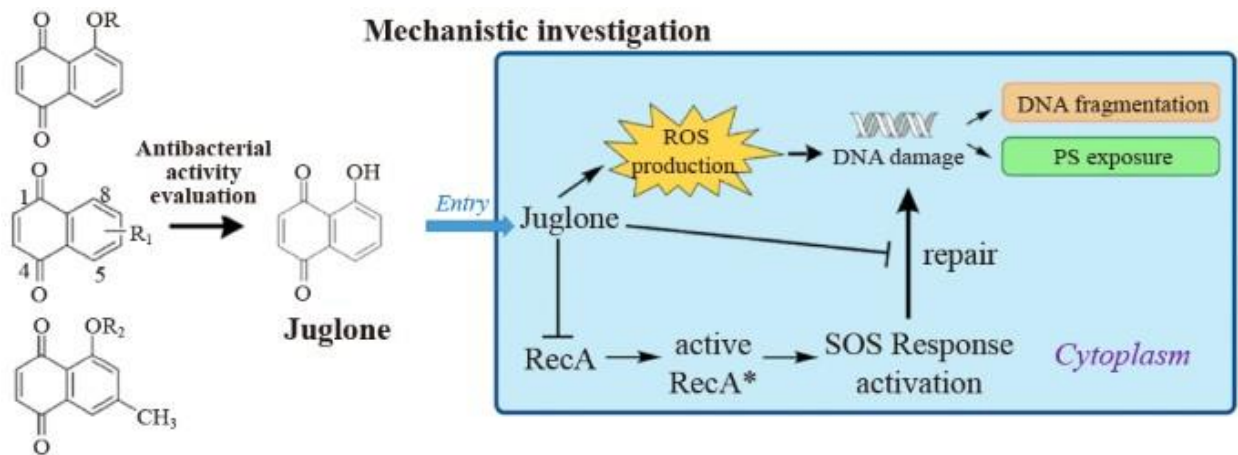 Mechanistic investigation
O
OR
O
O
1
8
R1
4
5
O
O
OR2
CH3
O
Antibacterial
activity
evaluation
O
OH
O
Juglone
Entry
Juglone
ROS
production
DNA damage
DNA fragmentation
PS exposure
repair
RecA
active
RecA*
SOS Response
activation
Cytoplasm